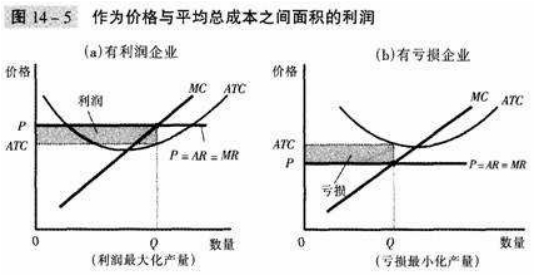 图 14-5 作为价格与平均总成本之间面积的利润
(a)有利润企业
价格
MC
ATC
利润
P
ATC
P=AR=MR
0
Q
数量
(利润最大化产量)
(b)有亏损企业
价格
MC
ATC
ATC
P
P=AR=MR
亏损
0
Q
数量
(亏损最小化产量)